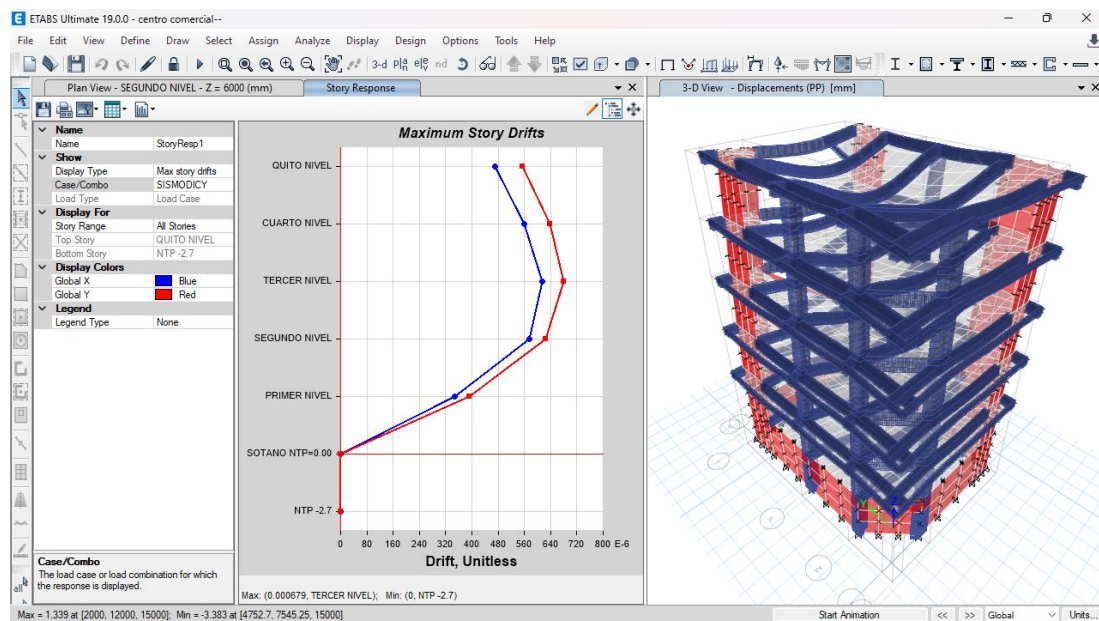 ETABS Ultimate 19.0.0 - centro comercial--
File Edit View Define Draw Select Assign Analyze Display Design Options Tools Help
3-d
nd
Plan View - SEGUNDO NIVEL - Z = 6000 (mm)
Story Response
3-D View - Displacements (PP) [mm]
Name
Name StoryResp1
Show
Display Type Max story drifts
Case/Combo SISMODICY
Load Type Load Case
Display For
Story Range All Stories
Top Story QUITO NIVEL
Bottom Story NTP -2.7
Display Colors
Global X Blue
Global Y Red
Legend
Legend Type None
Case/Combo
The load case or load combination for which
the response is displayed.
Maximum Story Drifts
QUITO NIVEL
CUARTO NIVEL
TERCER NIVEL
SEGUNDO NIVEL
PRIMER NIVEL
SOTANO NTP=0.00
NTP -2.7
0 80 160 240 320 400 480 560 640 720 800 E-6
Drift, Unitless
Max: (0.000679, TERCER NIVEL); Min: (0, NTP -2.7)
Y Z
all
Max = 1.339 at [2000, 12000, 15000]; Min = -3.383 at [4752.7, 7545.25, 15000]
Start Animation << >> Global Units...